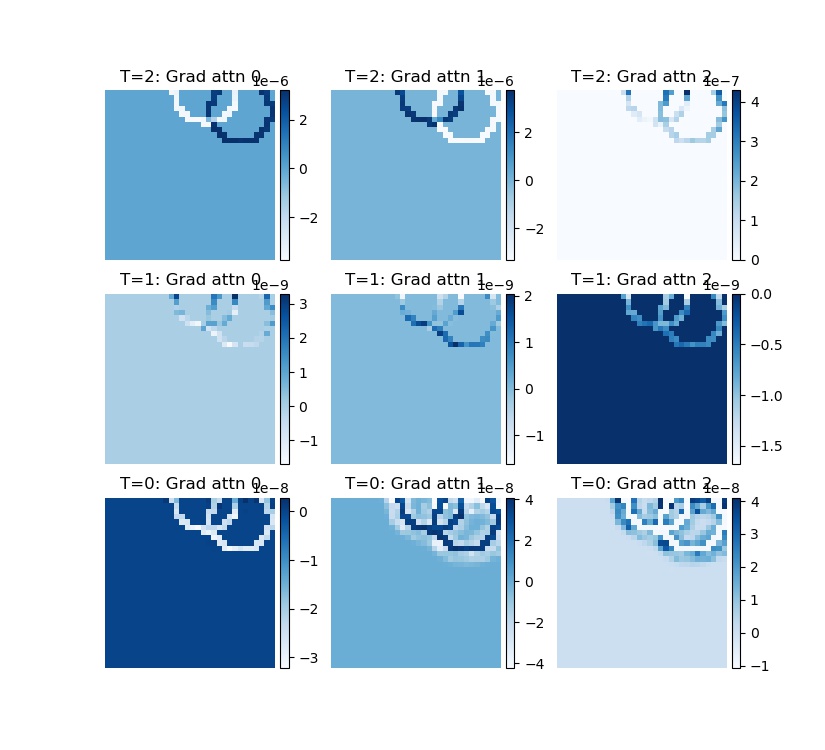 T=2: Grad attn 0
1e−6
2
0
−2
T=2: Grad attn 1
1e−6
2
0
−2
T=2: Grad attn 2
1e−7
4
3
2
1
0
T=1: Grad attn 0
1e−9
3
2
1
0
−1
T=1: Grad attn 1
1e−9
2
1
0
−1
T=1: Grad attn 2
1e−9
0.0
−0.5
−1.0
−1.5
T=0: Grad attn 0
1e−8
0
−1
−2
−3
T=0: Grad attn 1
1e−8
4
2
0
−2
−4
T=0: Grad attn 2
1e−8
4
3
2
1
0
−1